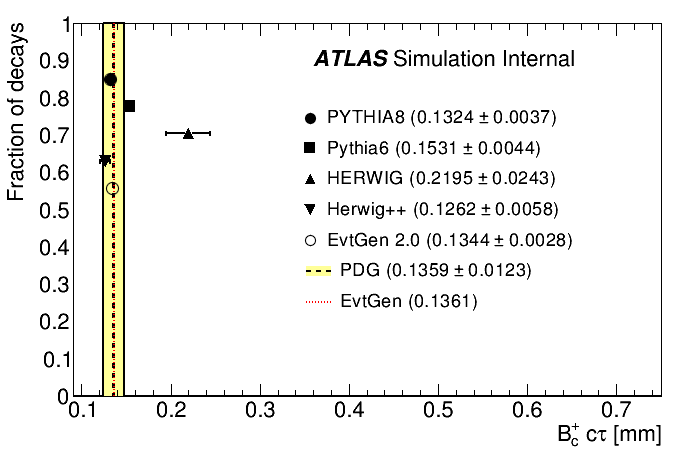 ATLAS Simulation Internal
PYTHIA8 (0.1324 ± 0.0037)
Pythia6 (0.1531 ± 0.0044)
HERWIG (0.2195 ± 0.0243)
Herwig++ (0.1262 ± 0.0058)
EvtGen 2.0 (0.1344 ± 0.0028)
PDG (0.1359 ± 0.0123)
EvtGen (0.1361)
Fraction of decays
1
0.9
0.8
0.7
0.6
0.5
0.4
0.3
0.2
0.1
0
0.1 0.2 0.3 0.4 0.5 0.6 0.7
B_c^+ cτ [mm]